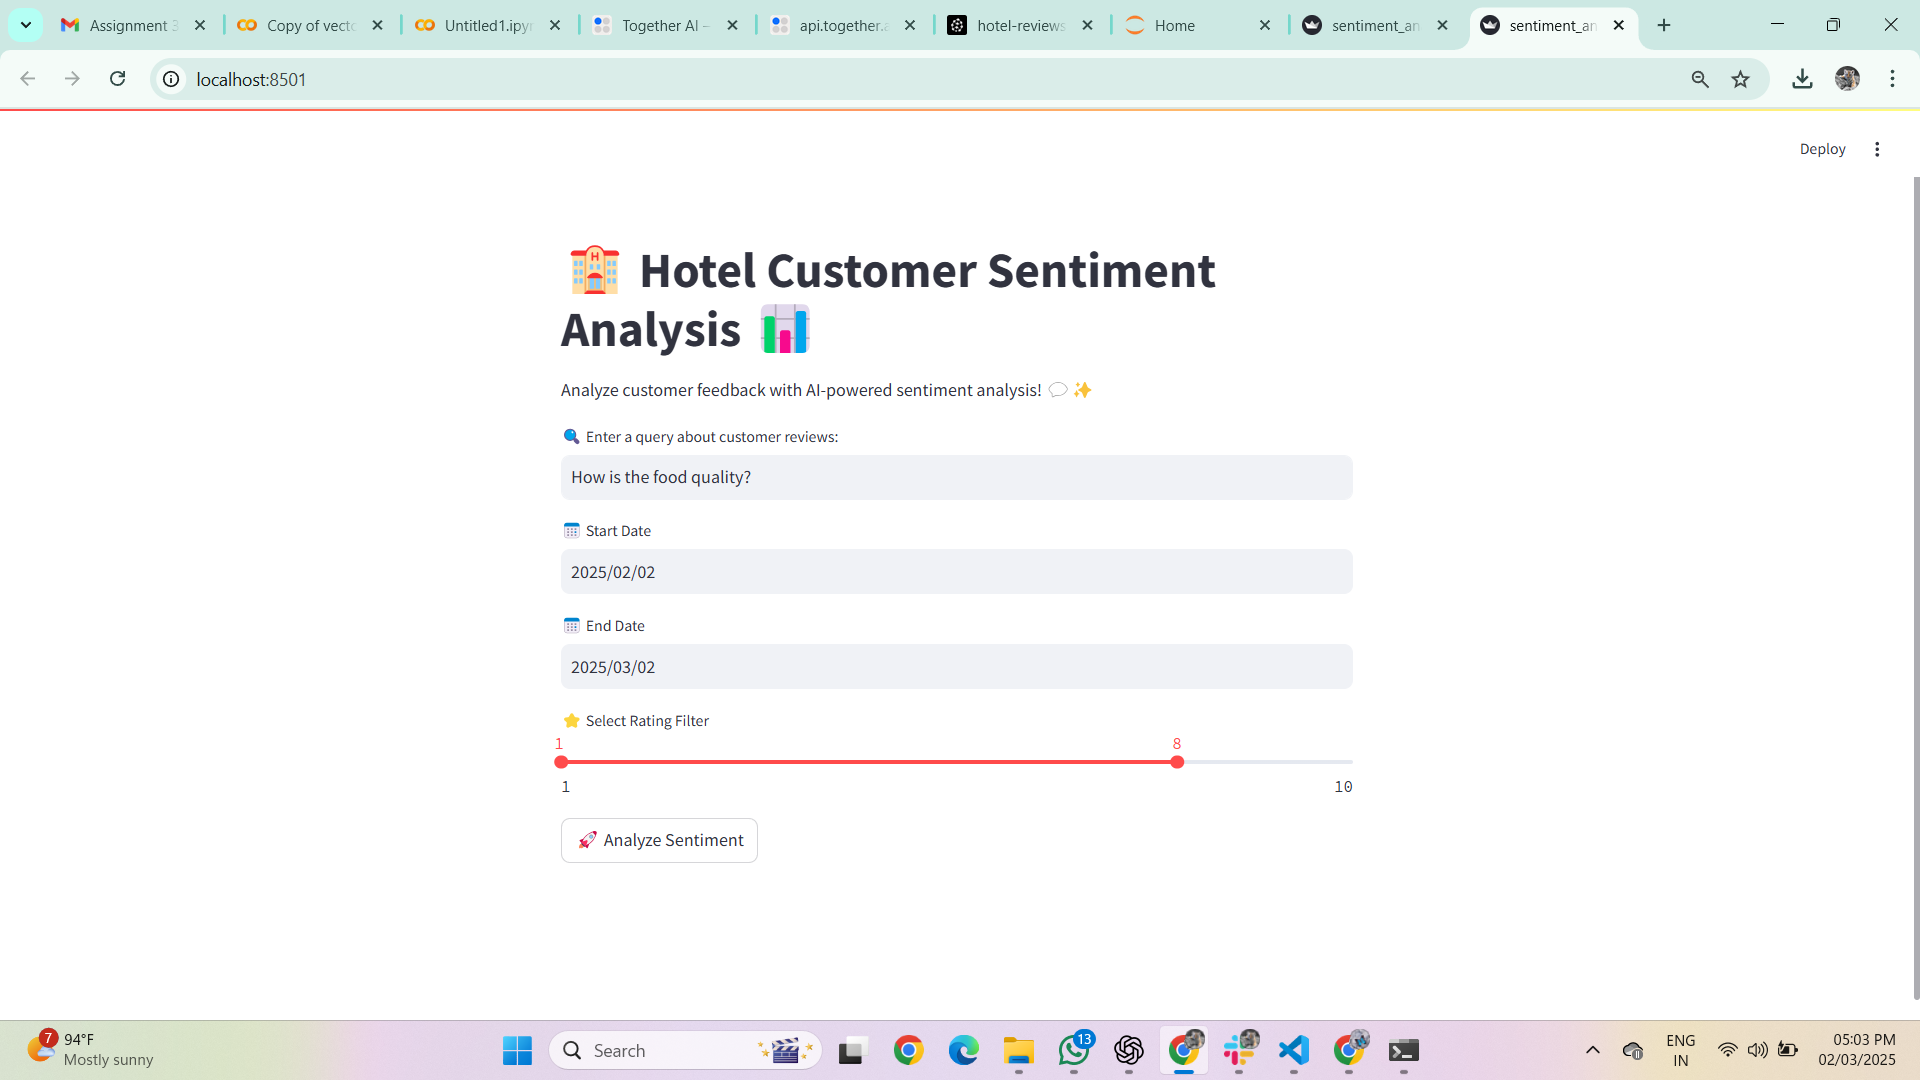 Assignment 3
Copy of vecto
Untitled1.ipyn
Together AI –
api.together.a
hotel-reviews
Home
sentiment_an
sentiment_an
localhost:8501
Deploy
🏨 Hotel Customer Sentiment
Analysis 📊
Analyze customer feedback with AI-powered sentiment analysis! 💬 ✨
🔍 Enter a query about customer reviews:
How is the food quality?
📅 Start Date
2025/02/02
📅 End Date
2025/03/02
⭐ Select Rating Filter
1 8
1 10
🚀 Analyze Sentiment
7
94°F
Mostly sunny
Search
13
ENG
IN
05:03 PM
02/03/2025